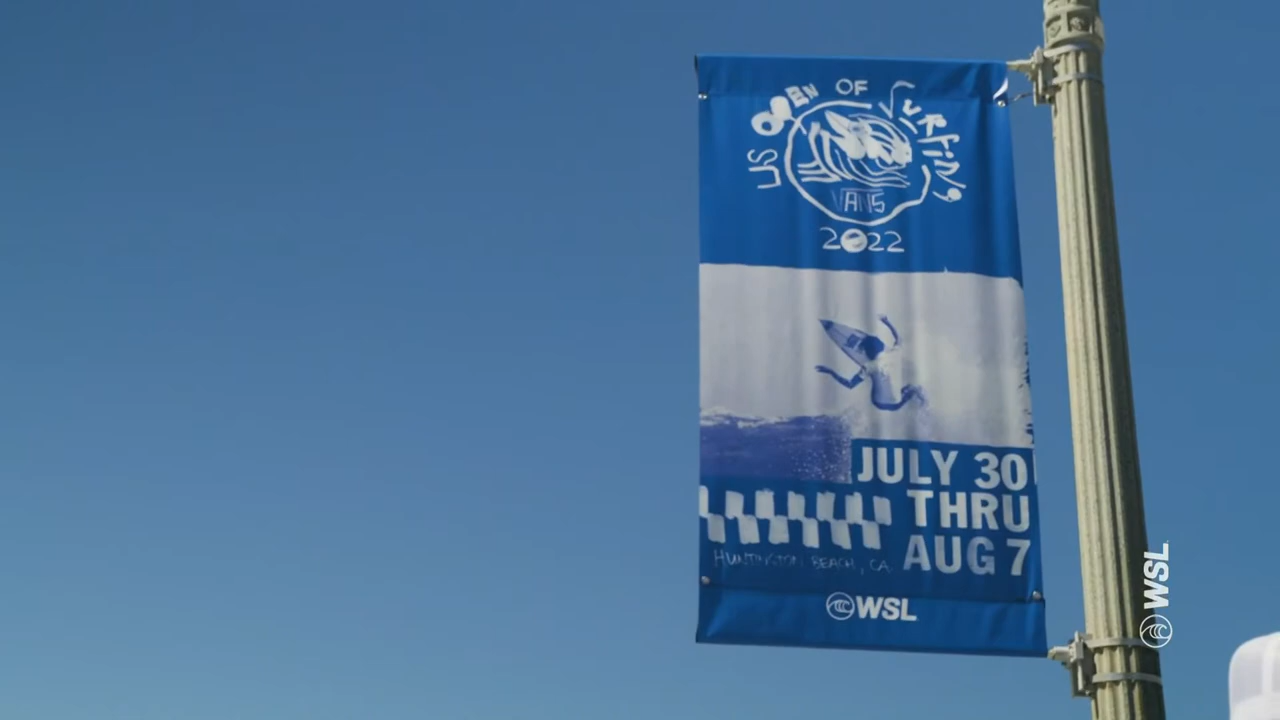 US OPEN OF SURFING
VANS
2022
JULY 30
THRU
AUG 7
HUNTINGTON BEACH, CA
WSL
WSL